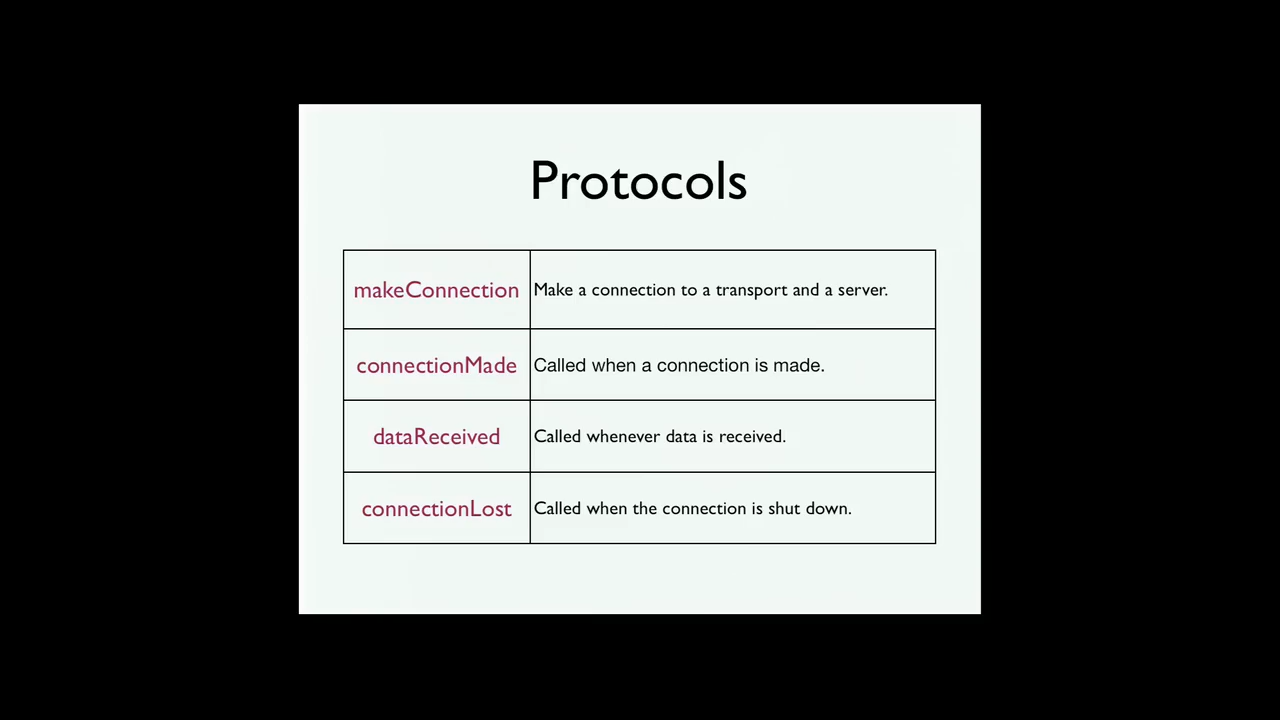 Protocols
makeConnection Make a connection to a transport and a server.
connectionMade Called when a connection is made.
dataReceived Called whenever data is received.
connectionLost Called when the connection is shut down.